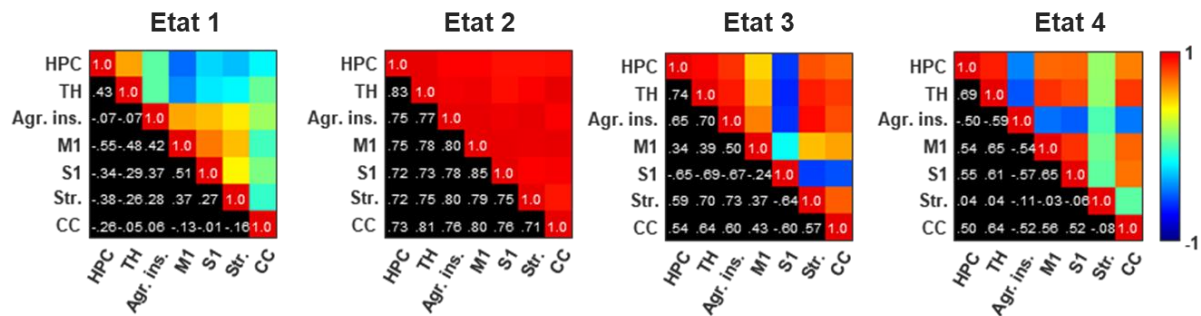 Etat 1 Etat 2 Etat 3 Etat 4
HPC 1.0 HPC 1.0 HPC 1.0 HPC 1.0 1
TH .43 1.0 TH .83 1.0 TH .74 1.0 TH .69 1.0
Agr. ins. -.07 -.07 1.0 Agr. ins. .75 .77 1.0 Agr. ins. .65 .70 1.0 Agr. ins. -.50 -.59 1.0
M1 -.55 -.48 .42 1.0 M1 .75 .78 .80 1.0 M1 .34 .39 .50 1.0 M1 .54 .65 -.54 1.0
S1 -.34 -.29 .37 .51 1.0 S1 .72 .73 .78 .85 1.0 S1 -.65 -.69 -.67 -.24 1.0 S1 .55 .61 -.57 .65 1.0
Str. -.38 -.26 .28 .37 .27 1.0 Str. .72 .75 .80 .79 .75 1.0 Str. .59 .70 .73 .37 -.64 1.0 Str. .04 .04 -.11 -.03 -.06 1.0
CC -.26 -.05 .06 -.13 -.01 -.16 1.0 CC .73 .81 .76 .80 .76 .71 1.0 CC .54 .64 .60 .43 -.60 .57 1.0 CC .50 .64 -.52 .56 .52 -.08 1.0 -1
HPC TH Agr. ins. M1 S1 Str. CC HPC TH Agr. ins. M1 S1 Str. CC HPC TH Agr. ins. M1 S1 Str. CC HPC TH Agr. ins. M1 S1 Str. CC